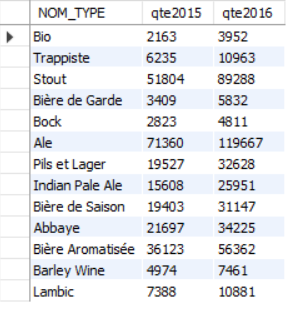 NOM_TYPE qte2015 qte2016
Bio 2163 3952
Trappiste 6235 10963
Stout 51804 89288
Bière de Garde 3409 5832
Bock 2823 4811
Ale 71360 119667
Pils et Lager 19527 32628
Indian Pale Ale 15608 25951
Bière de Saison 19403 31147
Abbaye 21697 34225
Bière Aromatisée 36123 56362
Barley Wine 4974 7461
Lambic 7388 10881